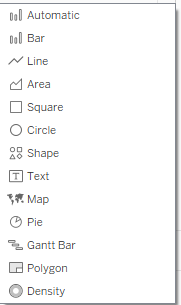 Automatic
Bar
Line
Area
Square
Circle
Shape
Text
Map
Pie
Gantt Bar
Polygon
Density